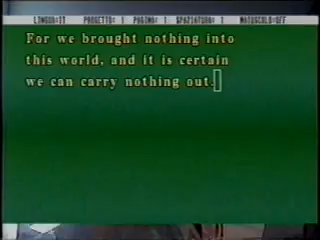 LINGUA=IT PROGETTO= 1 PAGINA= 1 SPAZIATURA= 1 MAIUSCOLO=OFF
For we brought nothing into
this world, and it is certain
we can carry nothing out.